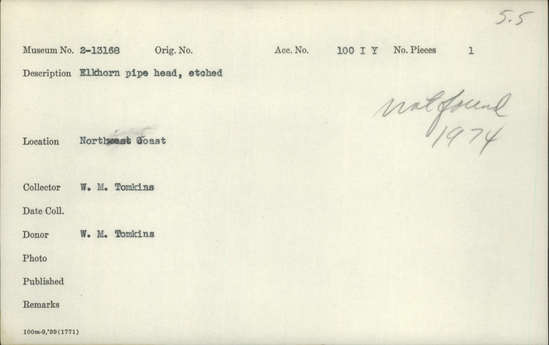 5.5
Museum No. 2-13168 Orig. No. Acc. No. 100 I Y No. Pieces 1
Description Elkhorn pipe head, etched
not found
1974
Location Northwest Coast
Collector W. M. Tomkins
Date Coll.
Donor W. M. Tomkins
Photo
Published
Remarks
100m-9,'39(1771)